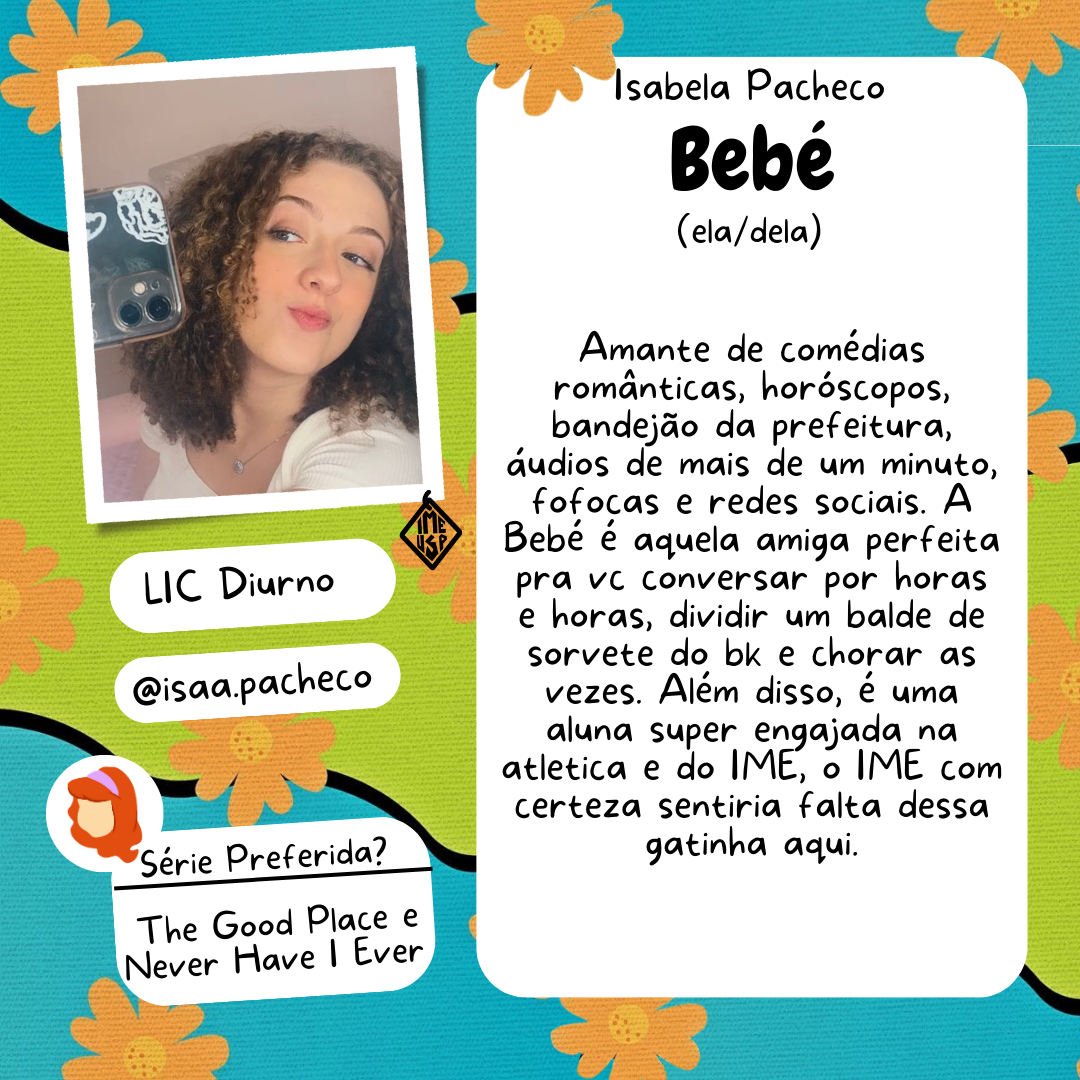 Isabela Pacheco
Bebé
(ela/dela)
Amante de comédias
românticas, horóscopos,
bandejão da prefeitura,
áudios de mais de um minuto,
fofocas e redes sociais. A
Bebé é aquela amiga perfeita
pra vc conversar por horas
e horas, dividir um balde de
sorvete do bk e chorar as
vezes. Além disso, é uma
aluna super engajada na
atletica e do IME, o IME com
certeza sentiria falta dessa
gatinha aqui.
IME
USP
LIC Diurno
@isaa.pacheco
Série Preferida?
The Good Place e
Never Have I Ever